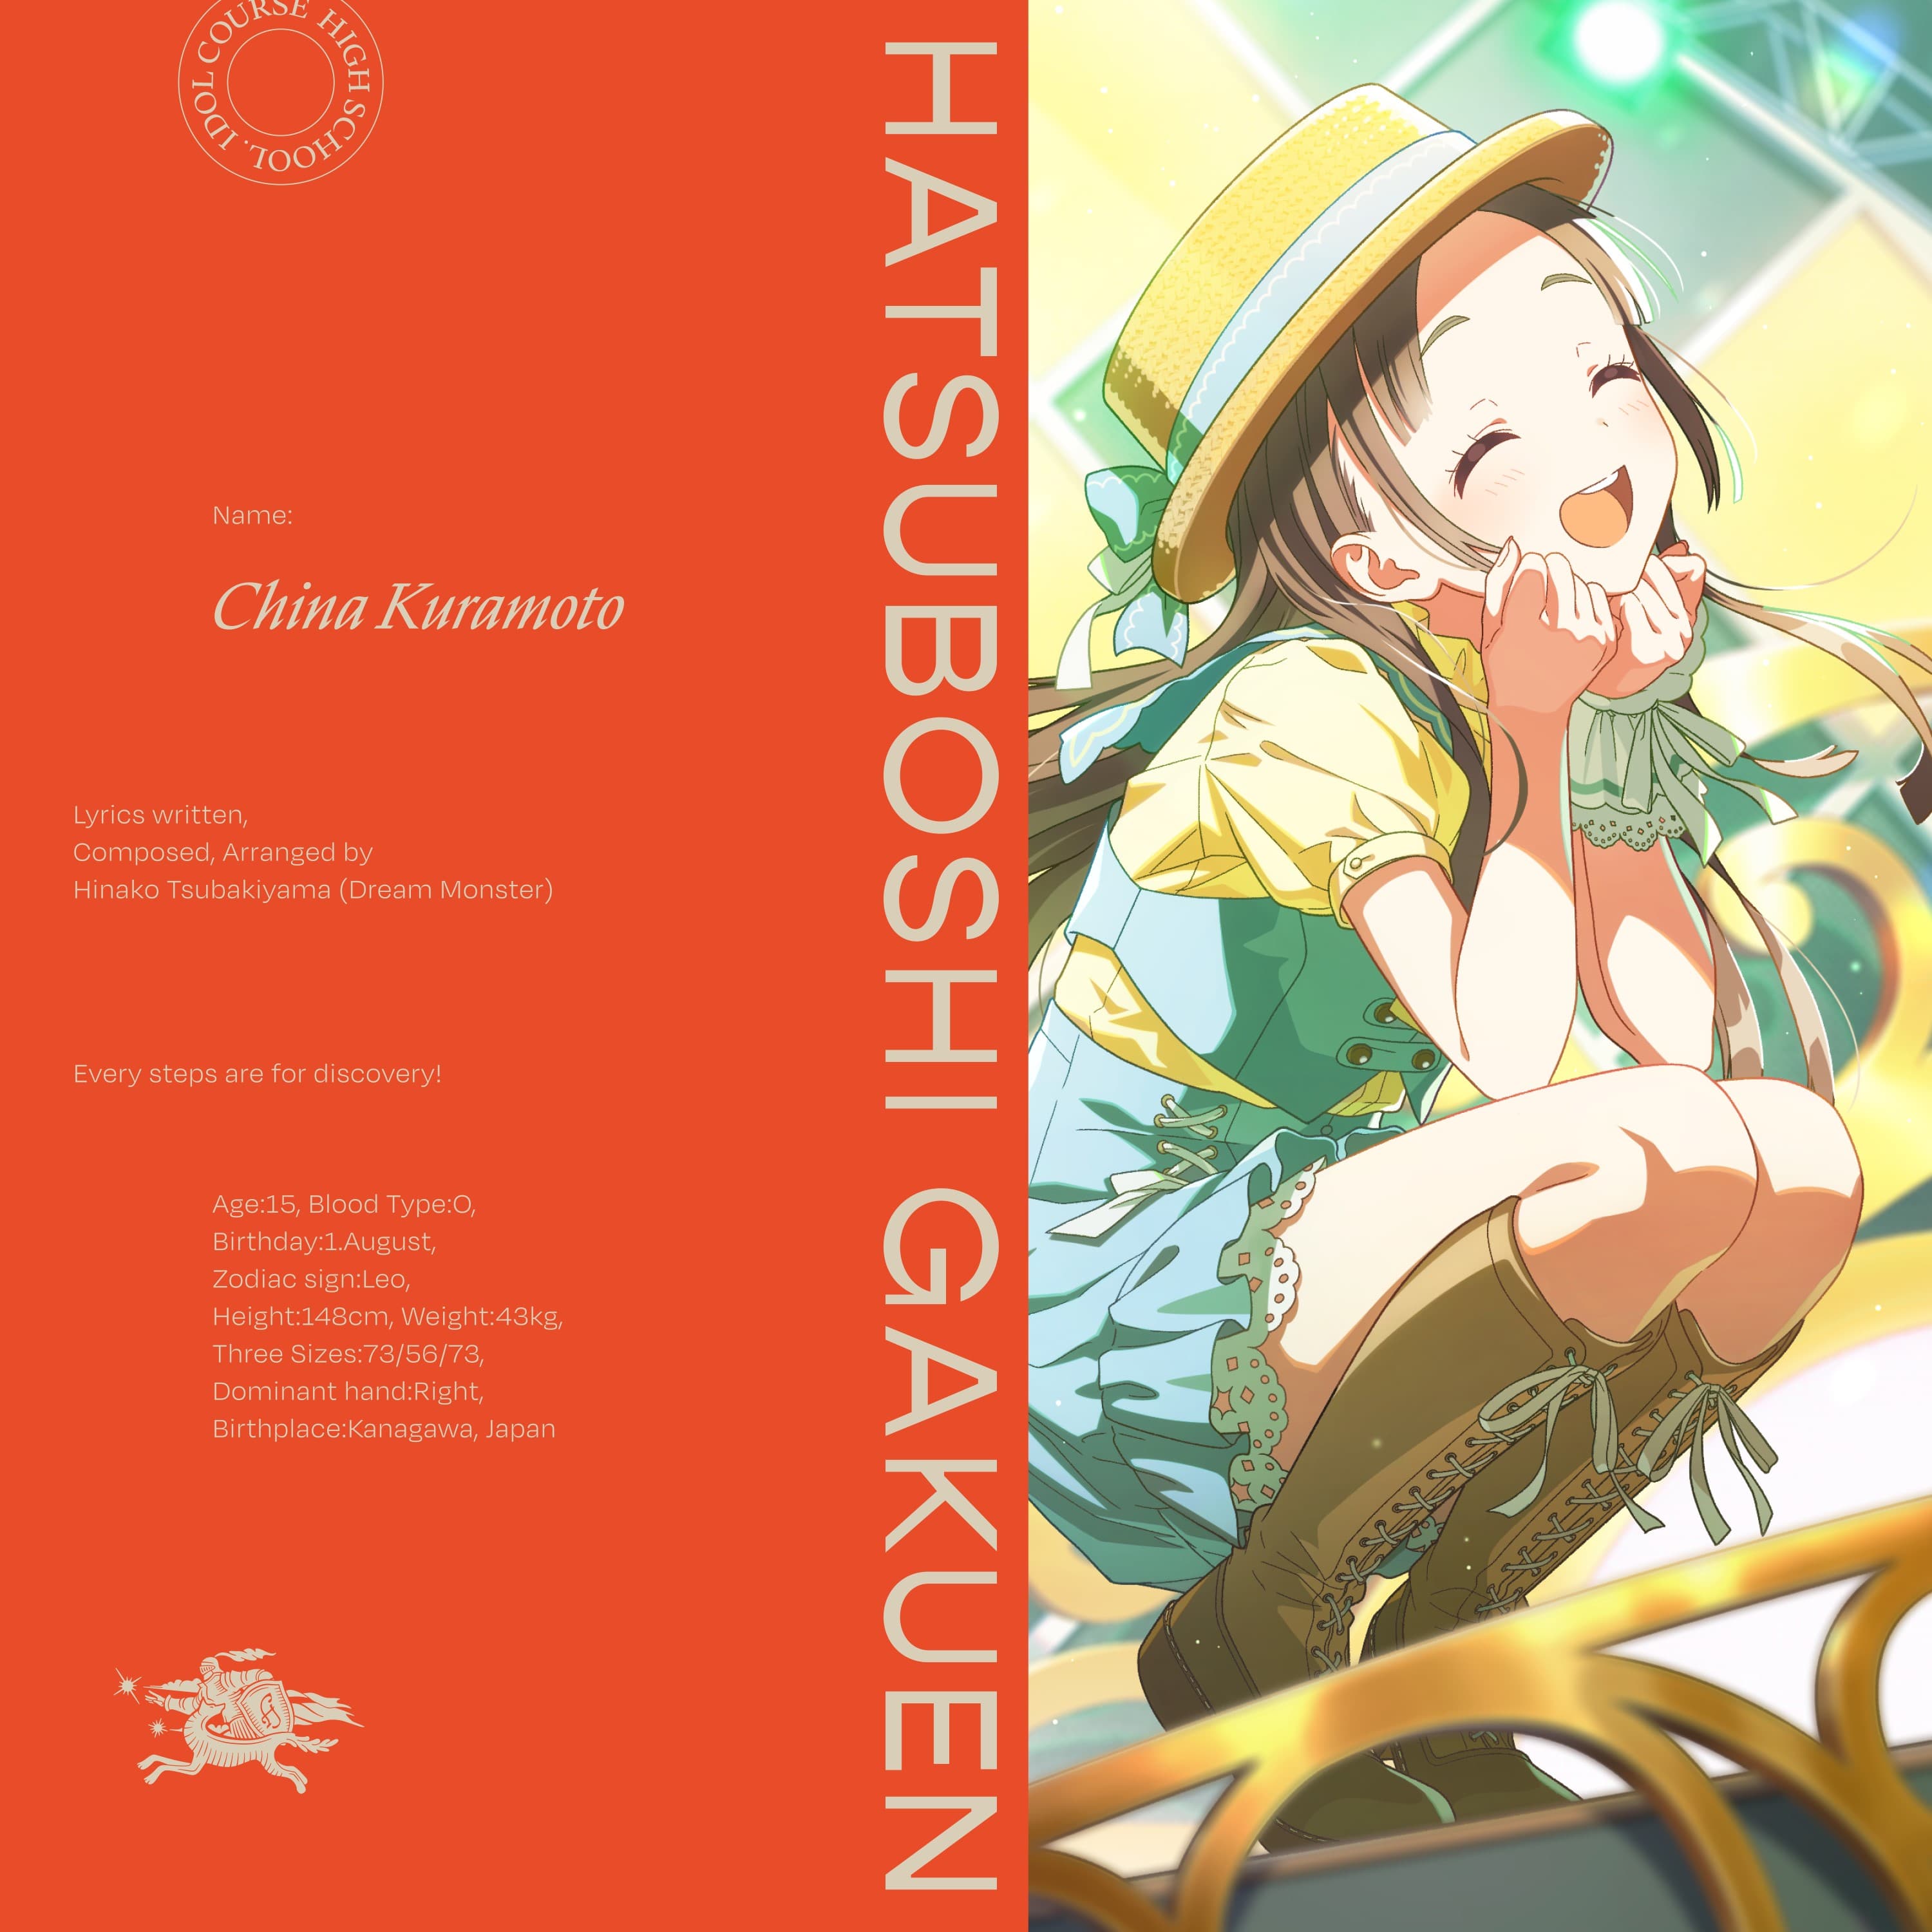 IDOL COURSE HIGH SCHOOL.
Name:
China Kuramoto
Lyrics written,
Composed, Arranged by
Hinako Tsubakiyama (Dream Monster)
Every steps are for discovery!
Age:15, Blood Type:O,
Birthday:1.August,
Zodiac sign:Leo,
Height:148cm, Weight:43kg,
Three Sizes:73/56/73,
Dominant hand:Right,
Birthplace:Kanagawa, Japan
HATSUBOSHI GAKUEN